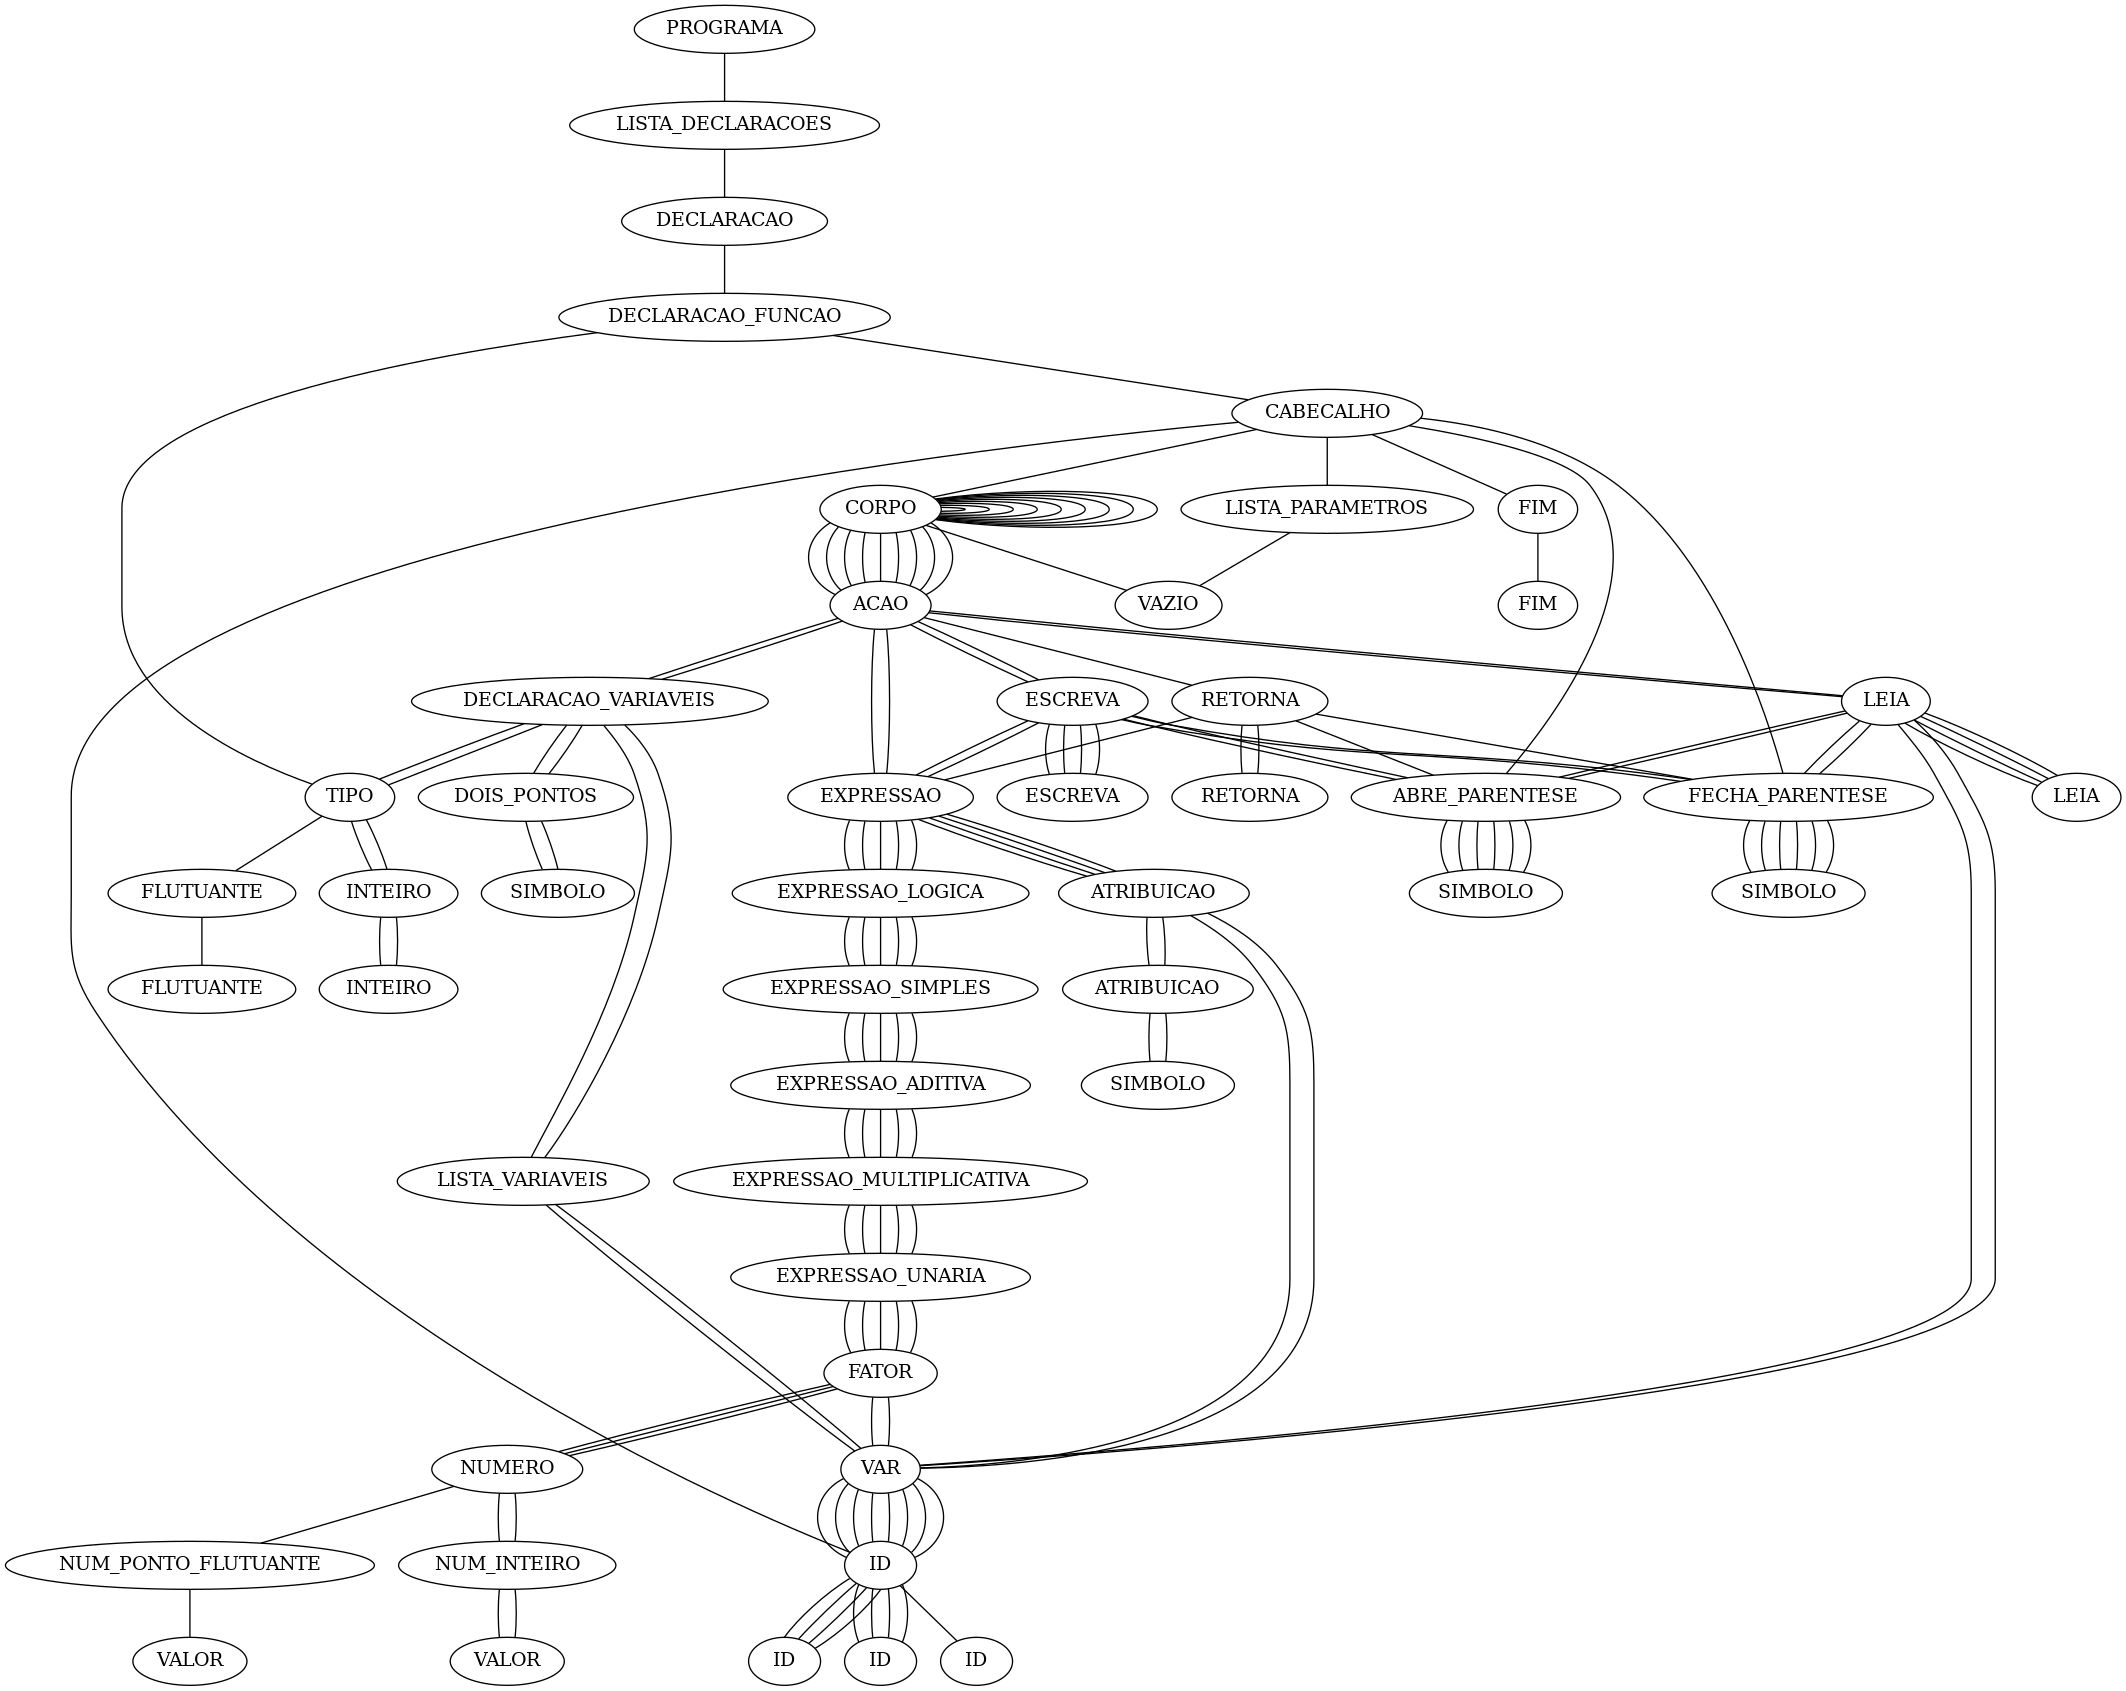 PROGRAMA
LISTA_DECLARACOES
DECLARACAO
DECLARACAO_FUNCAO
CABECALHO
CORPO
LISTA_PARAMETROS
FIM
ACAO
VAZIO
FIM
DECLARACAO_VARIAVEIS
ESCREVA
RETORNA
LEIA
TIPO
DOIS_PONTOS
EXPRESSAO
ESCREVA
RETORNA
ABRE_PARENTESE
FECHA_PARENTESE
LEIA
FLUTUANTE
INTEIRO
SIMBOLO
EXPRESSAO_LOGICA
ATRIBUICAO
SIMBOLO
SIMBOLO
FLUTUANTE
INTEIRO
EXPRESSAO_SIMPLES
ATRIBUICAO
EXPRESSAO_ADITIVA
SIMBOLO
LISTA_VARIAVEIS
EXPRESSAO_MULTIPLICATIVA
EXPRESSAO_UNARIA
FATOR
NUMERO
VAR
NUM_PONTO_FLUTUANTE
NUM_INTEIRO
ID
VALOR
VALOR
ID
ID
ID